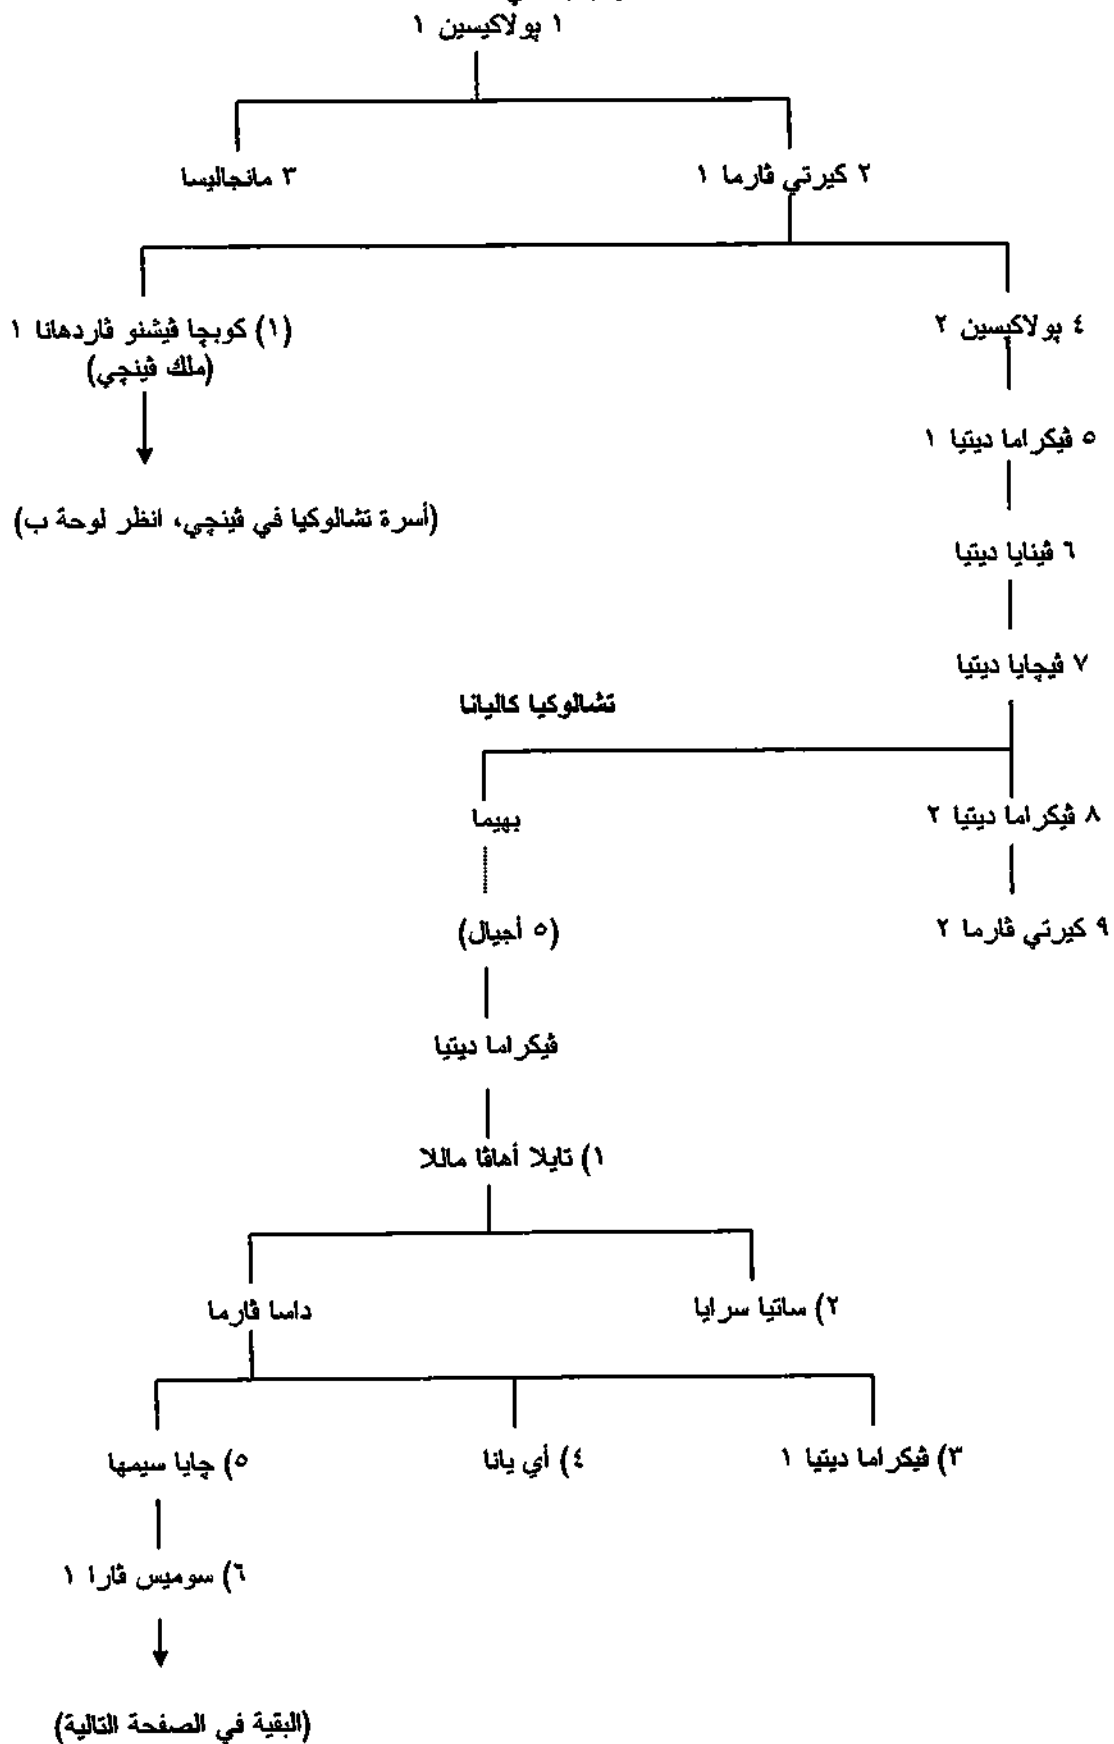 ١ پولاكيسين ١
٢ كيرتي ڤارما ١
٣ مانجاليسا
٤ پولاكيسين ٢
(١) كوبچا ڤيشنو ڤاردهانا ١
(ملك ڤينچي)
٥ ڤيكراما ديتيا ١
(أسرة تشالوكيا في ڤينچي، انظر لوحة ب)
٦ ڤينايا ديتيا
٧ ڤيچايا ديتيا
تشالوكيا كاليانا
٨ ڤيكراما ديتيا ٢
بهيما
٩ كيرتي ڤارما ٢
(٥ أجيال)
ڤيكراما ديتيا
١) تايلا أهاڤا ماللا
٢) ساتيا سرايا
داسا ڤارما
٣) ڤيكراما ديتيا ١
٤) أي يانا
٥) چايا سيمها
٦) سوميس ڤارا ١
(البقية في الصفحة التالية)